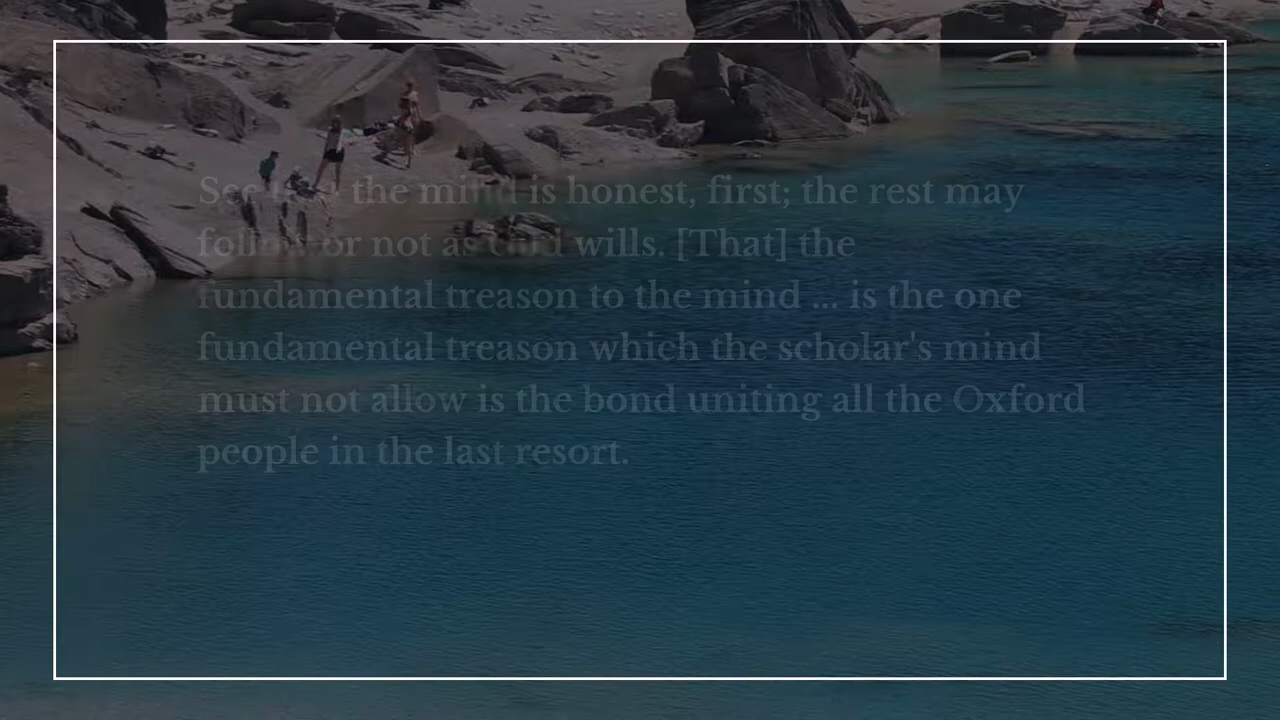 See that the mind is honest, first; the rest may
follow or not as God wills. [That] the
fundamental treason to the mind ... is the one
fundamental treason which the scholar's mind
must not allow is the bond uniting all the Oxford
people in the last resort.